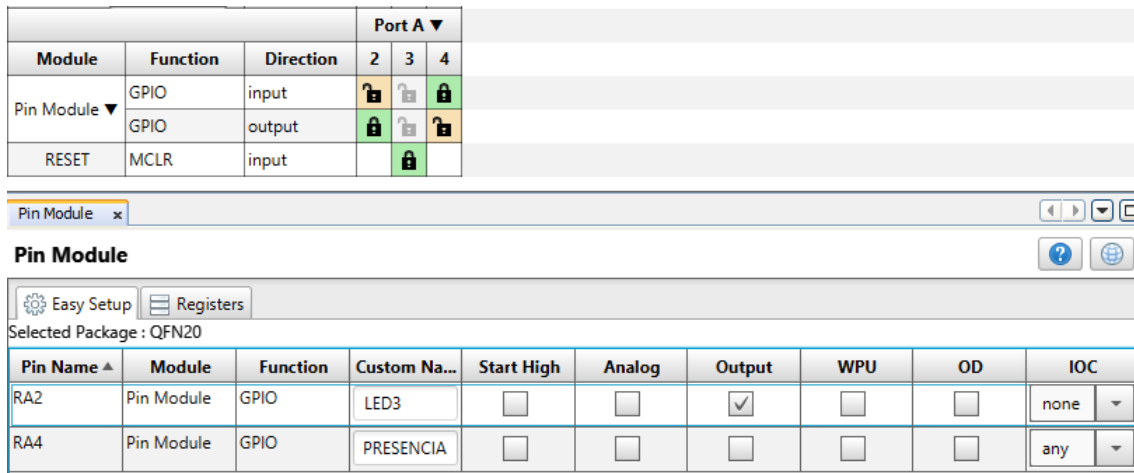 Port A ▼
Module Function Direction 2 3 4
Pin Module ▼ GPIO input
GPIO output
RESET MCLR input
Pin Module x
Pin Module
Easy Setup Registers
Selected Package : QFN20
Pin Name ▲ Module Function Custom Na... Start High Analog Output WPU OD IOC
RA2 Pin Module GPIO LED3 none
RA4 Pin Module GPIO PRESENCIA any